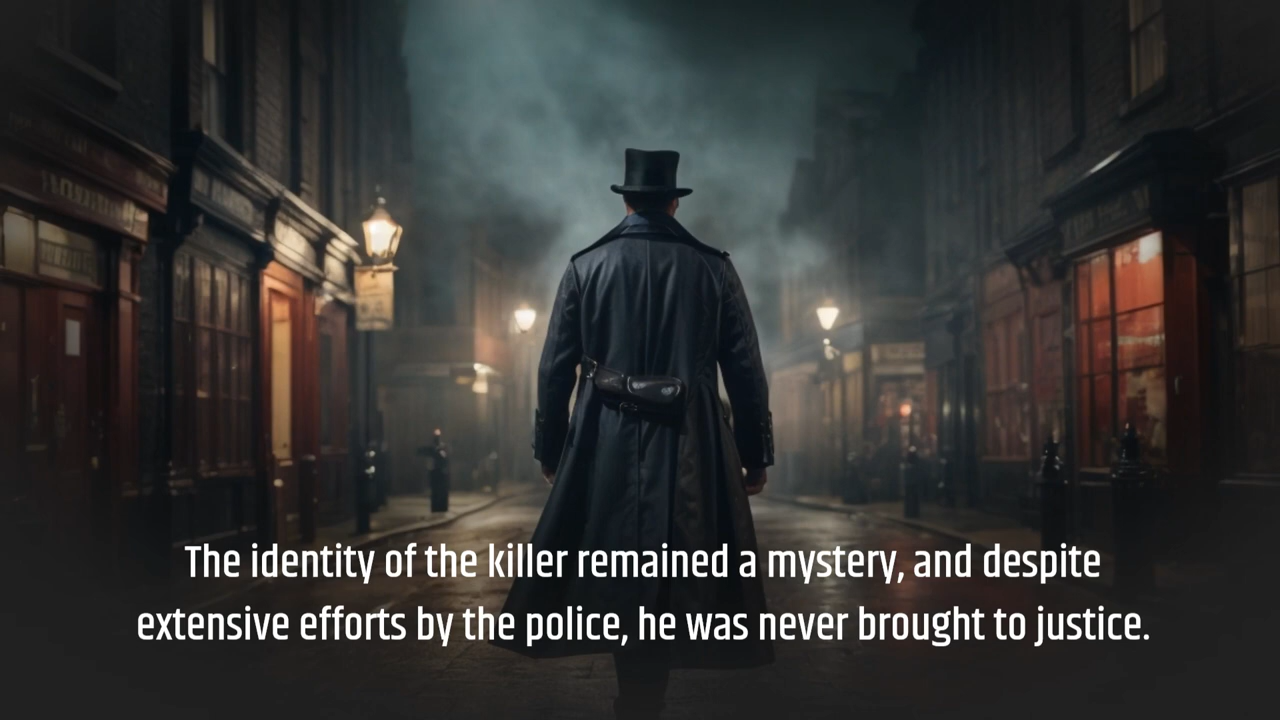 The identity of the killer remained a mystery, and despite
extensive efforts by the police, he was never brought to justice.